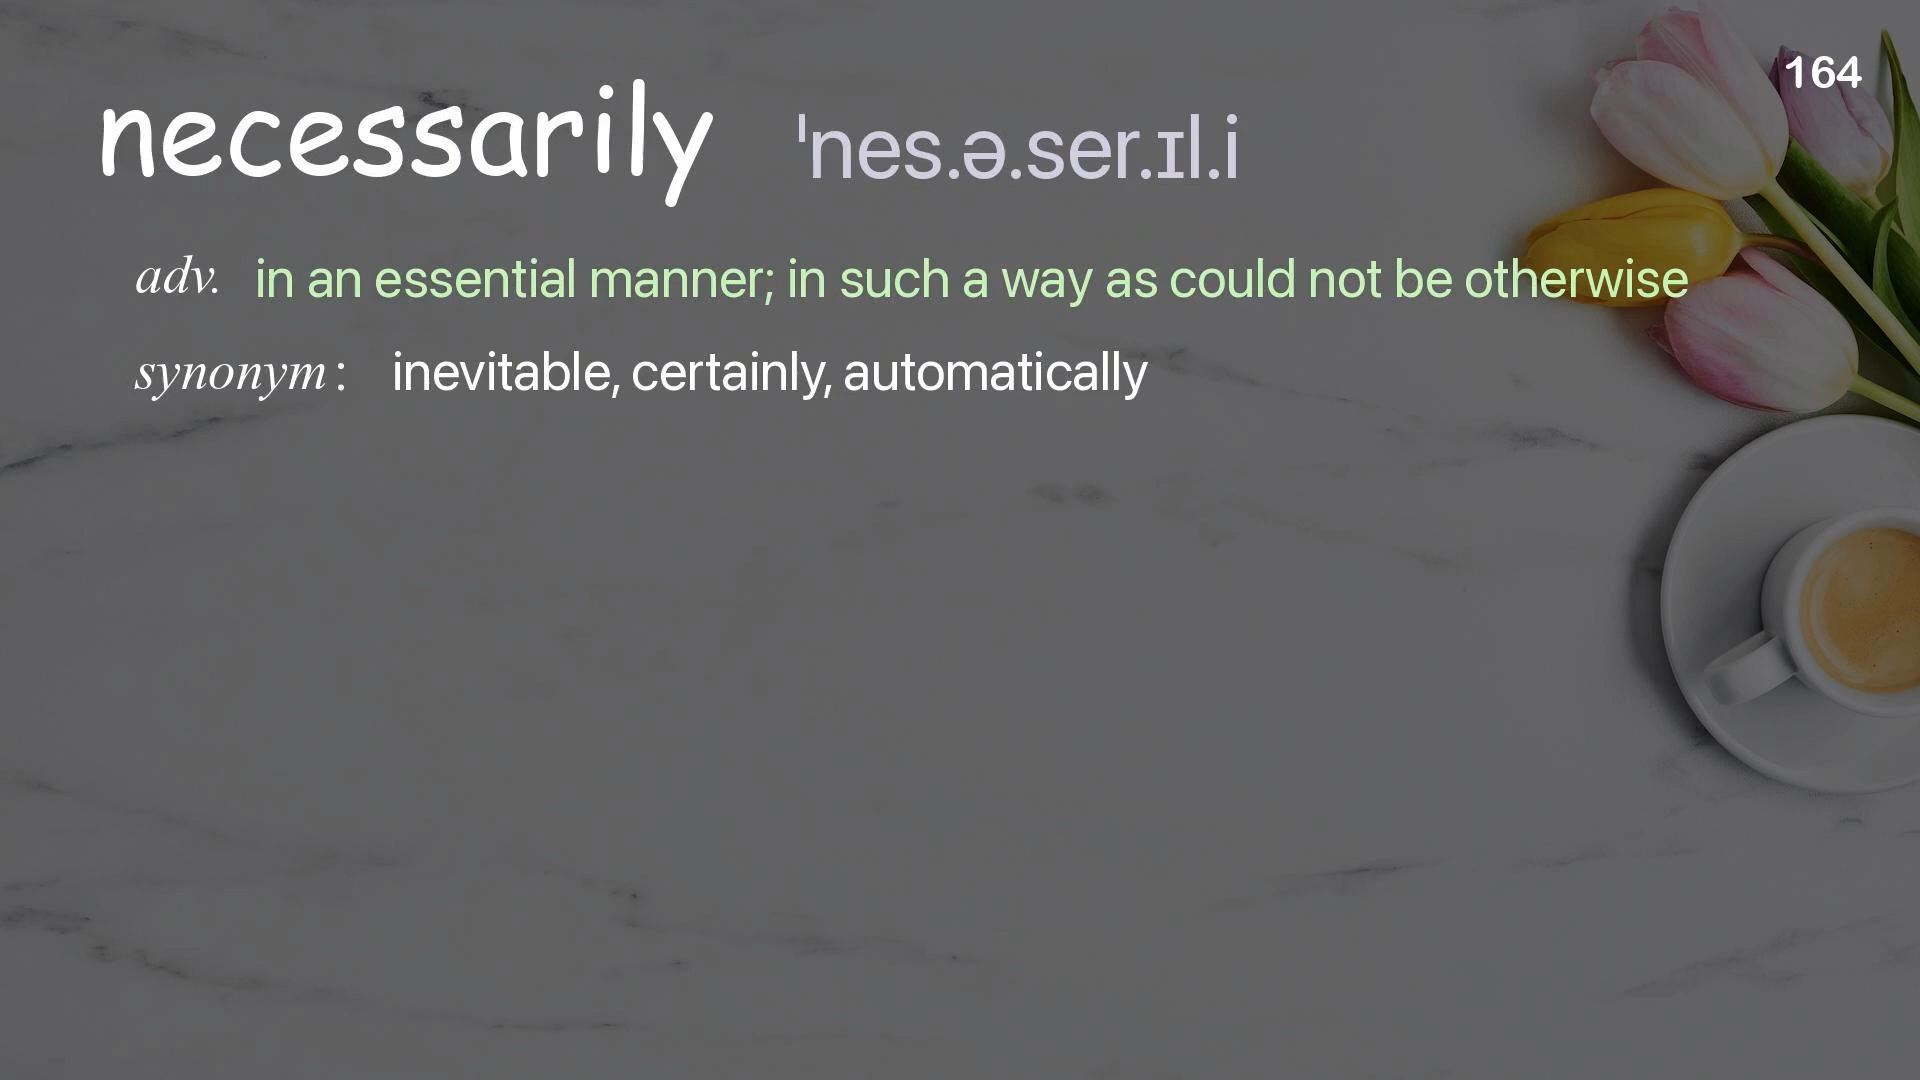 164
necessarily ˈnes.ə.ser.ɪl.i
adv. in an essential manner; in such a way as could not be otherwise
synonym : inevitable, certainly, automatically